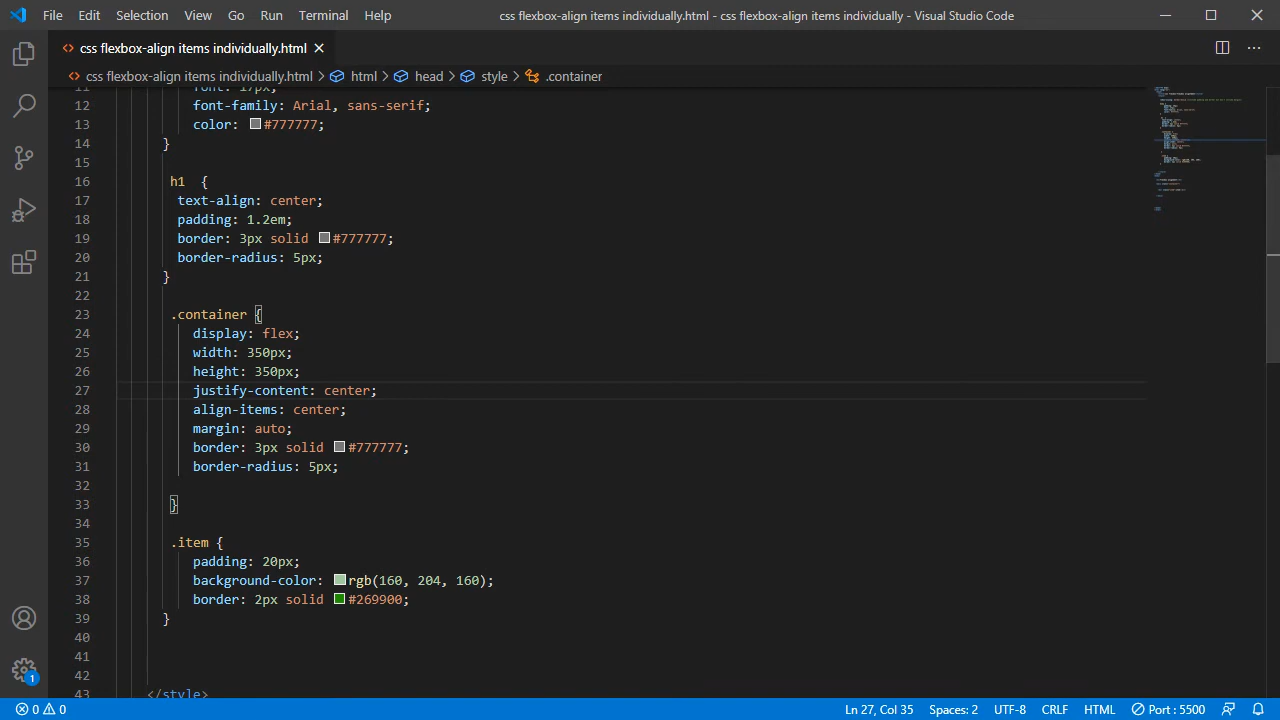 File Edit Selection View Go Run Terminal Help css flexbox-align items individually.html - css flexbox-align items individually - Visual Studio Code
css flexbox-align items individually.html
css flexbox-align items individually.html > html > head > style > .container
11 font: 17px;
12 font-family: Arial, sans-serif;
13 color: #777777;
14 }
15
16 h1 {
17 text-align: center;
18 padding: 1.2em;
19 border: 3px solid #777777;
20 border-radius: 5px;
21 }
22
23 .container {
24 display: flex;
25 width: 350px;
26 height: 350px;
27 justify-content: center;
28 align-items: center;
29 margin: auto;
30 border: 3px solid #777777;
31 border-radius: 5px;
32
33 }
34
35 .item {
36 padding: 20px;
37 background-color: rgb(160, 204, 160);
38 border: 2px solid #269900;
39 }
40
41
42
43 </style>
1
0 0 Ln 27, Col 35 Spaces: 2 UTF-8 CRLF HTML Port : 5500